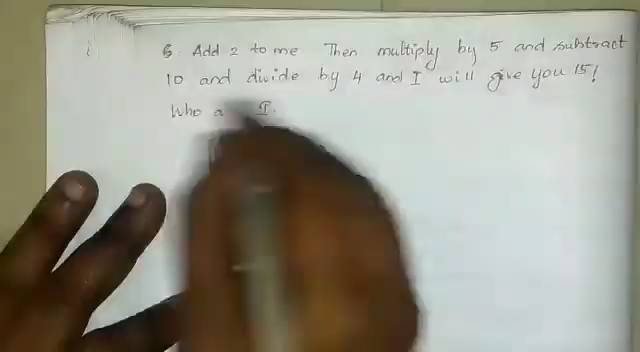 6. Add 2 to me Then multiply by 5 and subtract
10 and divide by 4 and I will give you 15!
Who a I.